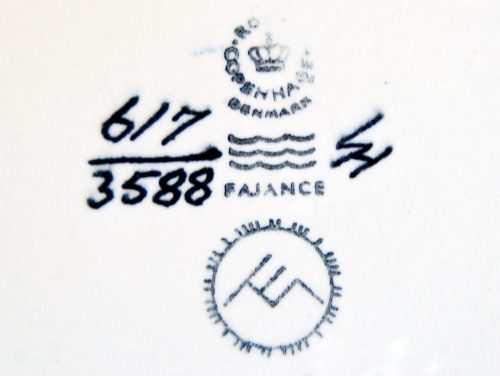 COPENHAGEN
DENMARK
617
3588
FAJANCE